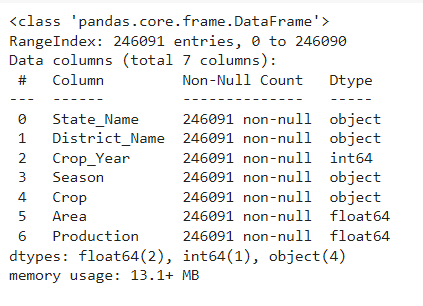 <class 'pandas.core.frame.DataFrame'>
RangeIndex: 246091 entries, 0 to 246090
Data columns (total 7 columns):
 #   Column         Non-Null Count   Dtype
---  ------         --------------   -----
 0   State_Name     246091 non-null  object
 1   District_Name  246091 non-null  object
 2   Crop_Year      246091 non-null  int64
 3   Season         246091 non-null  object
 4   Crop           246091 non-null  object
 5   Area           246091 non-null  float64
 6   Production     246091 non-null  float64
dtypes: float64(2), int64(1), object(4)
memory usage: 13.1+ MB